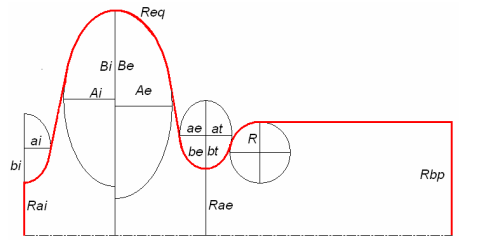 Req
Bi Be
Ai Ae
ai ae at R
bi be bt
Rbp
Rai Rae